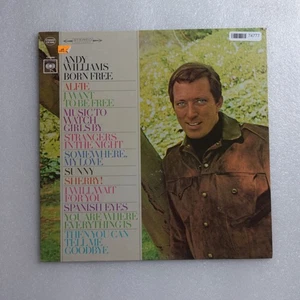 ANDY
WILLIAMS
BORN FREE
ALFIE
I WANT
TO BE FREE
MUSIC TO
WATCH
GIRLS BY
STRANGERS
IN THE NIGHT
SOMEWHERE,
MY LOVE
SUNNY
SHERRY!
I WILL WAIT
FOR YOU
SPANISH EYES
YOU ARE WHERE
EVERYTHING IS
THEN YOU CAN
TELL ME
GOODBYE